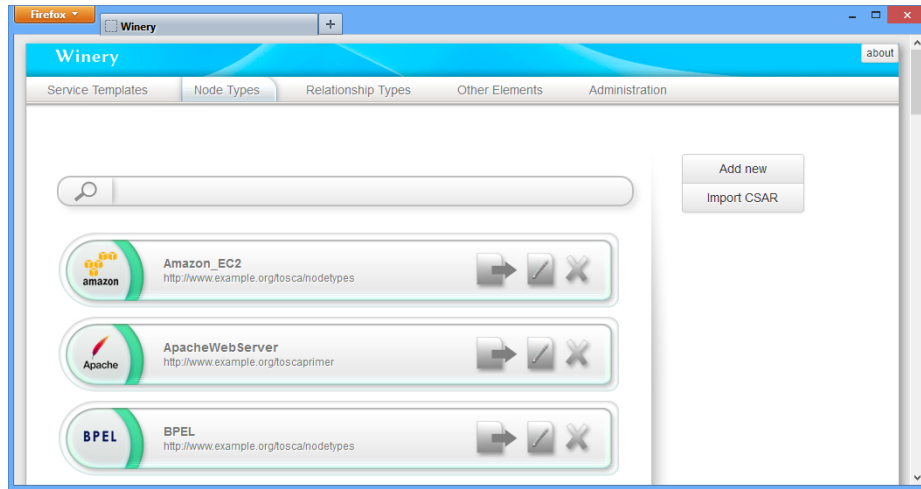 Firefox
Winery
Winery
about
Service Templates
Node Types
Relationship Types
Other Elements
Administration
Add new
Import CSAR
amazon
Amazon_EC2
http://www.example.org/tosca/nodetypes
Apache
ApacheWebServer
http://www.example.org/toscaprimer
BPEL
BPEL
http://www.example.org/tosca/nodetypes